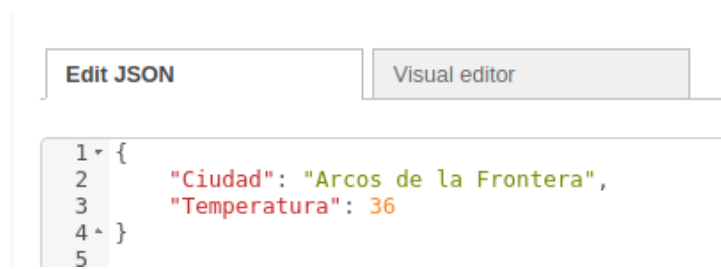 Edit JSON
Visual editor
1 {
2 "Ciudad": "Arcos de la Frontera",
3 "Temperatura": 36
4 }
5